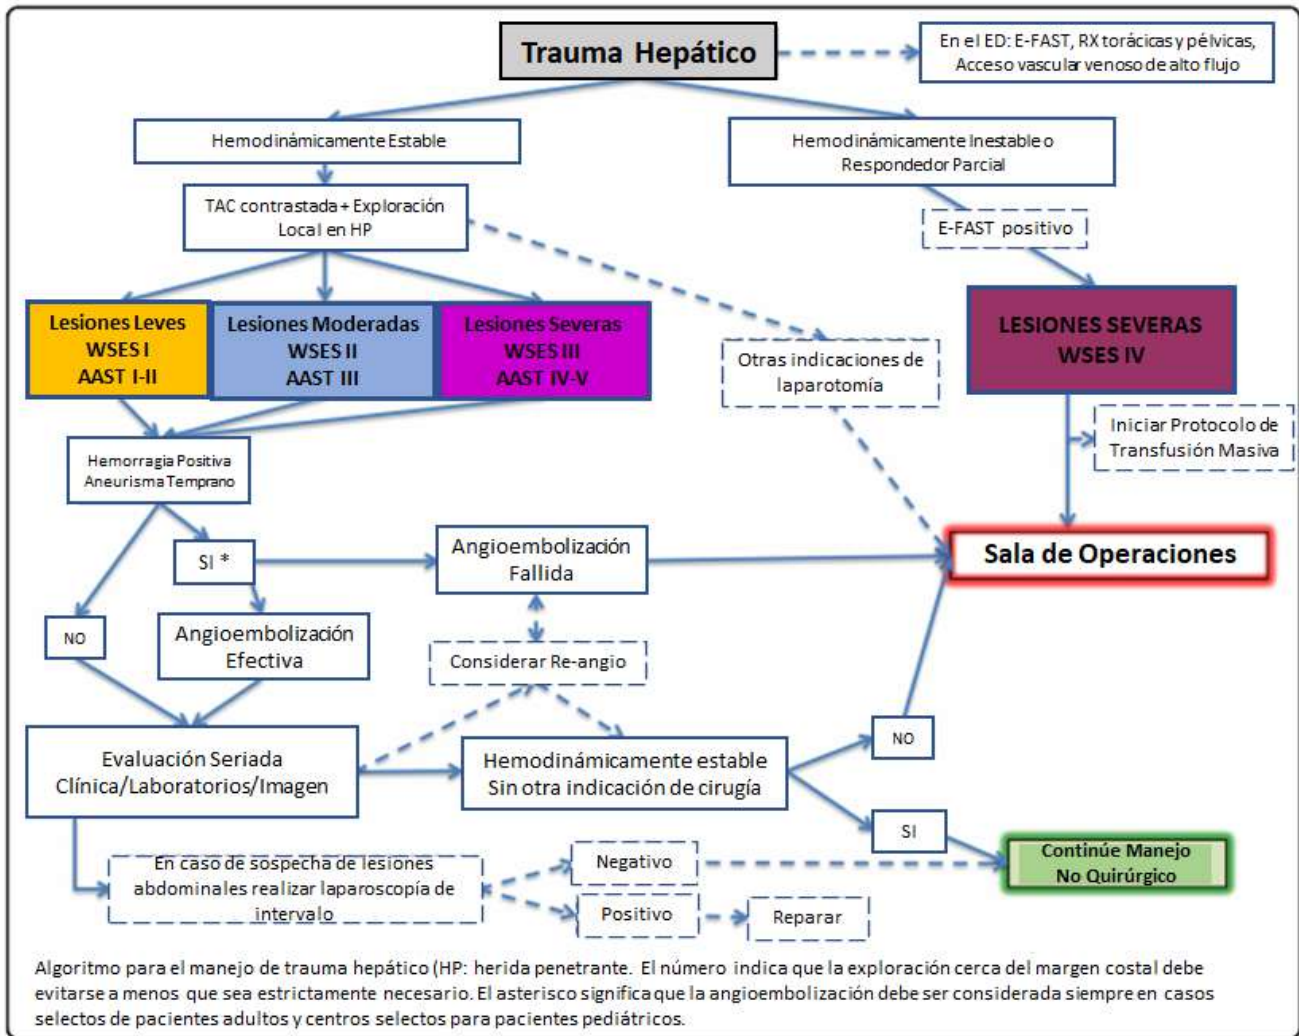 Trauma Hepático
En el ED: E-FAST, RX torácicas y pélvicas,
Acceso vascular venoso de alto flujo
Hemodinámicamente Estable
Hemodinámicamente Inestable o
Respondedor Parcial
TAC contrastada + Exploración
Local en HP
E-FAST positivo
Lesiones Leves
WSES I
AAST I-II
Lesiones Moderadas
WSES II
AAST III
Lesiones Severas
WSES III
AAST IV-V
LESIONES SEVERAS
WSES IV
Otras indicaciones de
laparotomía
Iniciar Protocolo de
Transfusión Masiva
Hemorragia Positiva
Aneurisma Temprano
SI *
Angioembolización
Fallida
Sala de Operaciones
NO
Angioembolización
Efectiva
Considerar Re-angio
Evaluación Seriada
Clínica/Laboratorios/Imagen
Hemodinámicamente estable
Sin otra indicación de cirugía
NO
SI
En caso de sospecha de lesiones
abdominales realizar laparoscopía de
intervalo
Negativo
Positivo
Reparar
Continúe Manejo
No Quirúrgico
Algoritmo para el manejo de trauma hepático (HP: herida penetrante. El número indica que la exploración cerca del margen costal debe
evitarse a menos que sea estrictamente necesario. El asterisco significa que la angioembolización debe ser considerada siempre en casos
selectos de pacientes adultos y centros selectos para pacientes pediátricos.